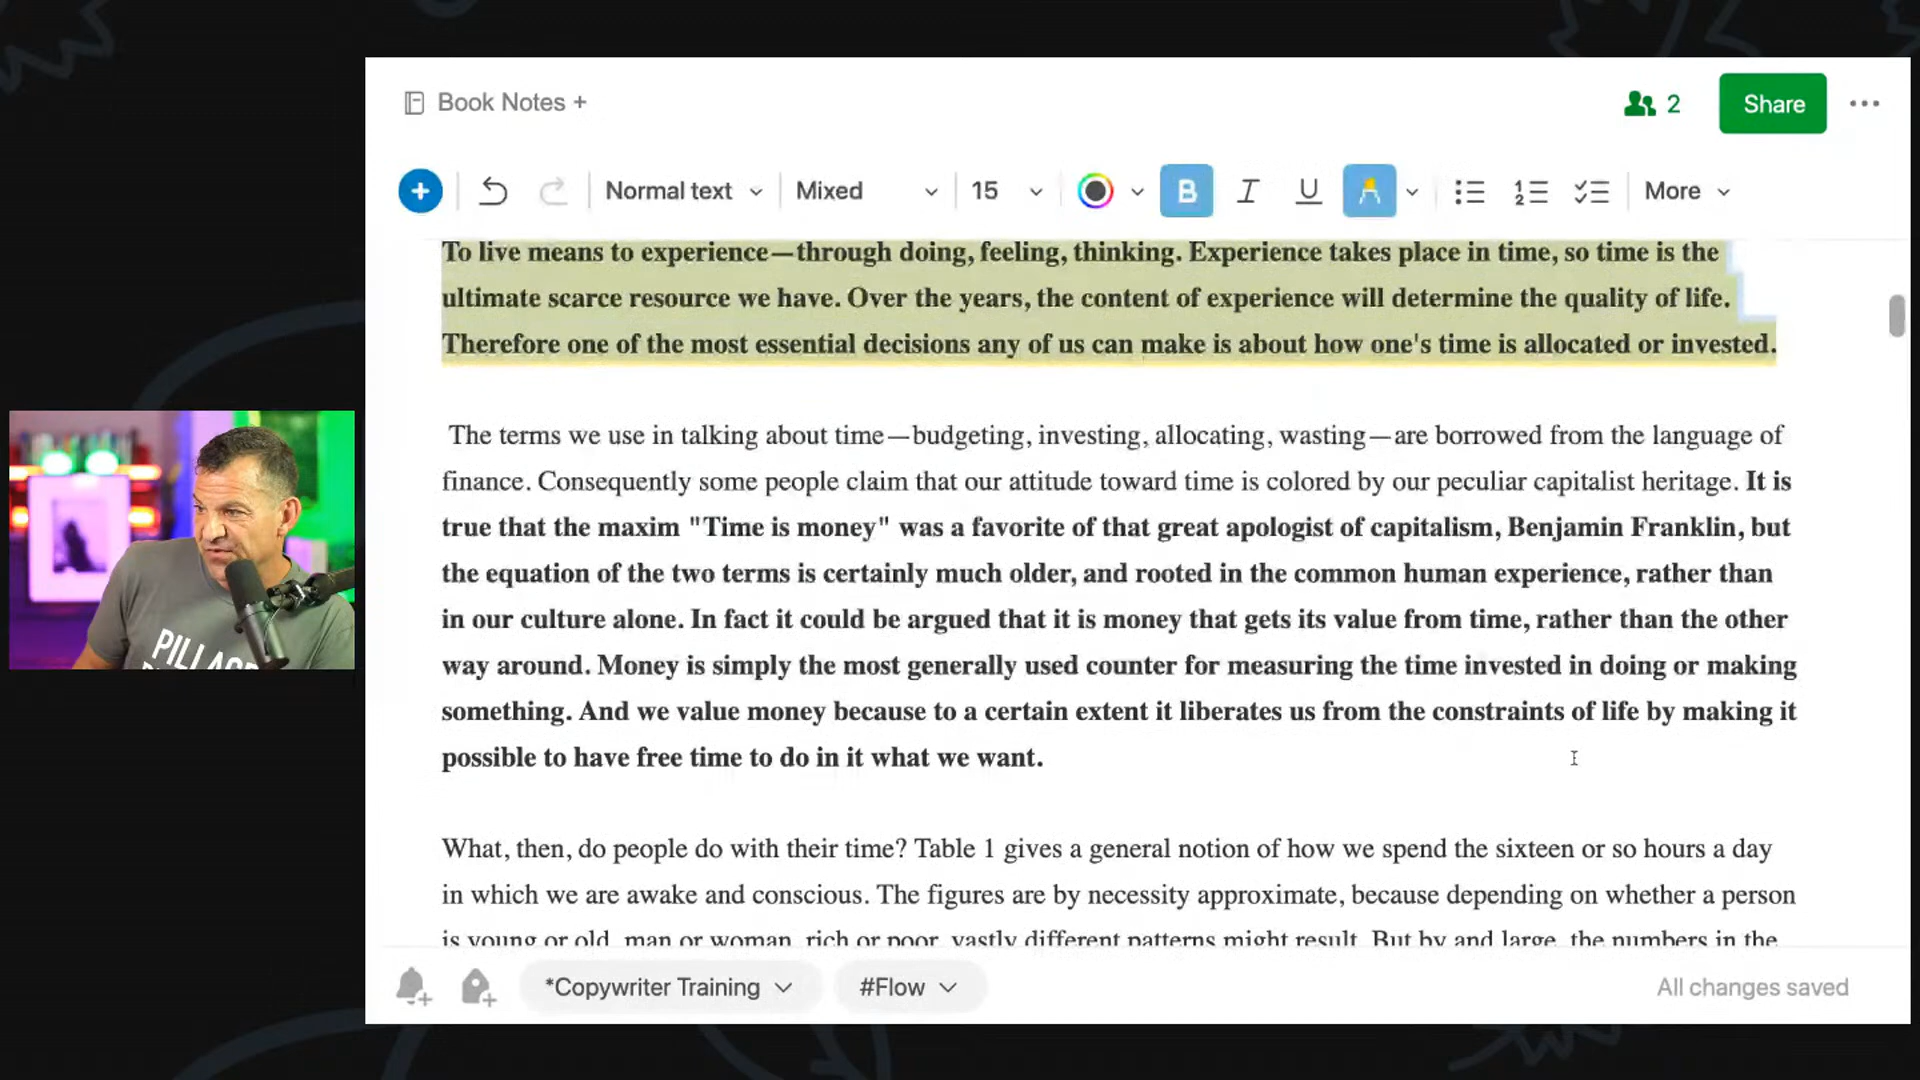 Book Notes +
2
Share
Normal text
Mixed
15
B
I
U
A
More
To live means to experience—through doing, feeling, thinking. Experience takes place in time, so time is the
ultimate scarce resource we have. Over the years, the content of experience will determine the quality of life.
Therefore one of the most essential decisions any of us can make is about how one's time is allocated or invested.
The terms we use in talking about time—budgeting, investing, allocating, wasting—are borrowed from the language of
finance. Consequently some people claim that our attitude toward time is colored by our peculiar capitalist heritage. It is
true that the maxim "Time is money" was a favorite of that great apologist of capitalism, Benjamin Franklin, but
the equation of the two terms is certainly much older, and rooted in the common human experience, rather than
in our culture alone. In fact it could be argued that it is money that gets its value from time, rather than the other
way around. Money is simply the most generally used counter for measuring the time invested in doing or making
something. And we value money because to a certain extent it liberates us from the constraints of life by making it
possible to have free time to do in it what we want.
What, then, do people do with their time? Table 1 gives a general notion of how we spend the sixteen or so hours a day
in which we are awake and conscious. The figures are by necessity approximate, because depending on whether a person
is young or old, man or woman, rich or poor, vastly different patterns might result. But by and large, the numbers in the
*Copywriter Training
#Flow
All changes saved